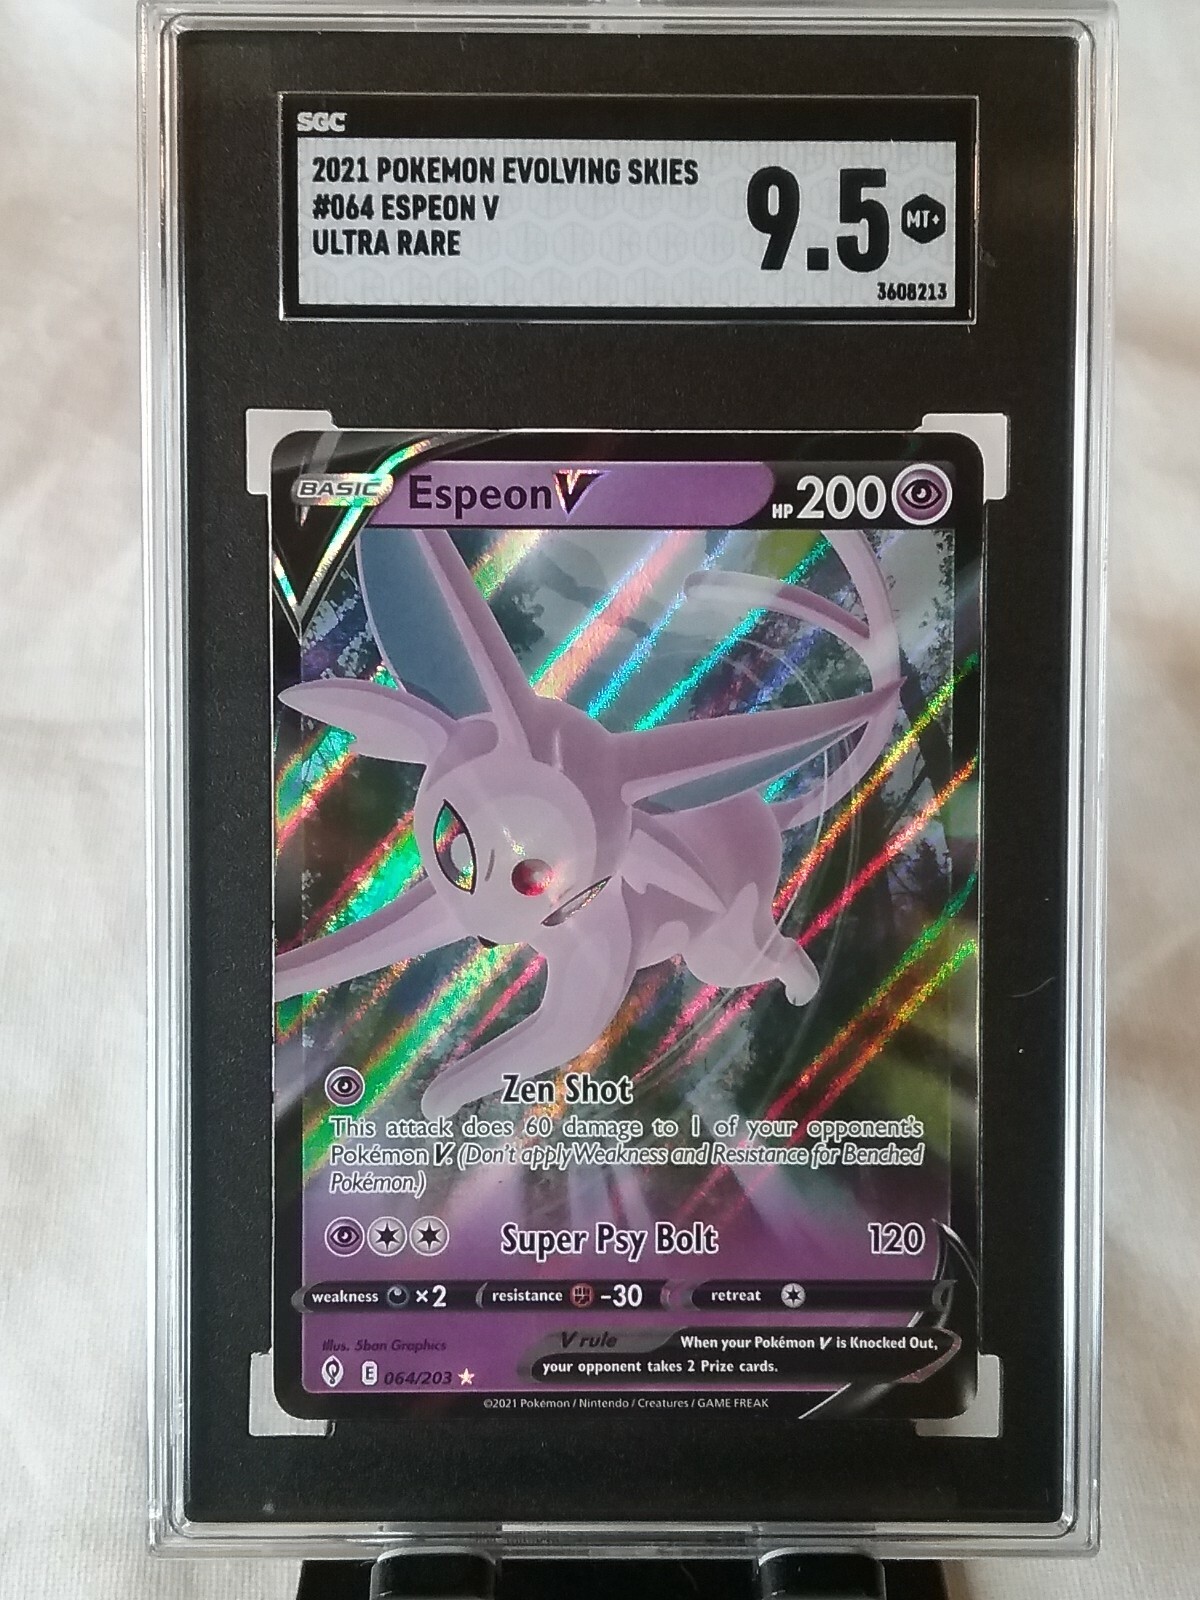 SGC
2021 POKEMON EVOLVING SKIES
#064 ESPEON V
ULTRA RARE
9.5
MT+
3608213
BASIC
Espeon V
HP 200
Zen Shot
This attack does 60 damage to 1 of your opponent's
Pokémon V. (Don't apply Weakness and Resistance for Benched
Pokémon.)
Super Psy Bolt 120
weakness ×2 resistance -30 retreat
Illus. 5ban Graphics
V rule When your Pokémon V is Knocked Out,
your opponent takes 2 Prize cards.
E 064/203
©2021 Pokémon / Nintendo / Creatures / GAME FREAK